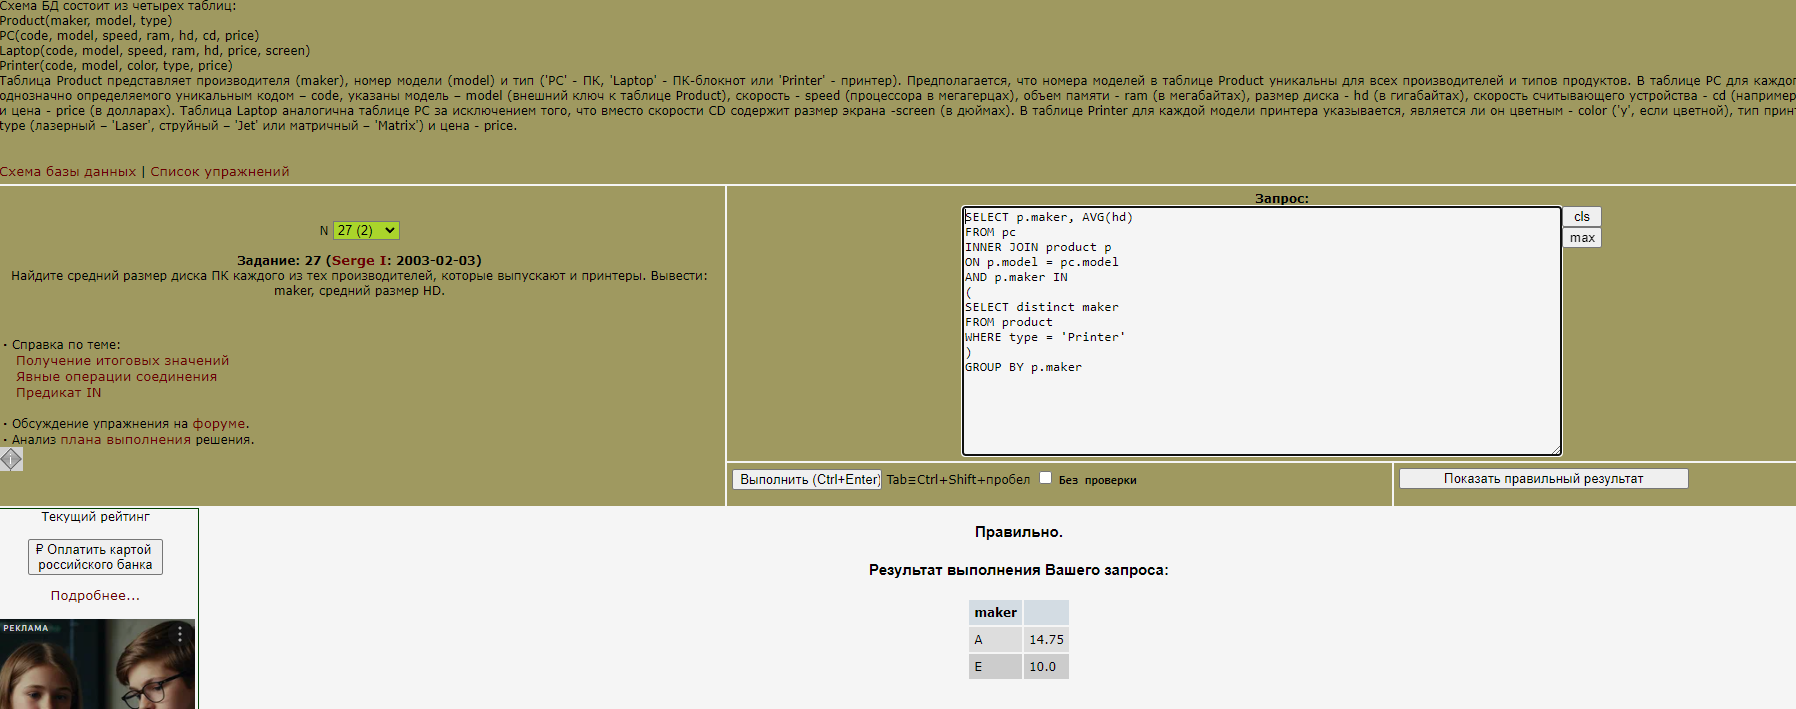 Схема БД состоит из четырех таблиц:
Product(maker, model, type)
PC(code, model, speed, ram, hd, cd, price)
Laptop(code, model, speed, ram, hd, price, screen)
Printer(code, model, color, type, price)
Таблица Product представляет производителя (maker), номер модели (model) и тип ('PC' - ПК, 'Laptop' - ПК-блокнот или 'Printer' - принтер). Предполагается, что номера моделей в таблице Product уникальны для всех производителей и типов продуктов. В таблице PC для каждог
однозначно определяемого уникальным кодом – code, указаны модель – model (внешний ключ к таблице Product), скорость - speed (процессора в мегагерцах), объем памяти - ram (в мегабайтах), размер диска - hd (в гигабайтах), скорость считывающего устройства - cd (например
и цена - price (в долларах). Таблица Laptop аналогична таблице РС за исключением того, что вместо скорости CD содержит размер экрана -screen (в дюймах). В таблице Printer для каждой модели принтера указывается, является ли он цветным - color ('y', если цветной), тип принт
type (лазерный – 'Laser', струйный – 'Jet' или матричный – 'Matrix') и цена - price.
Схема базы данных | Список упражнений
N 27 (2)
Задание: 27 (Serge I: 2003-02-03)
Найдите средний размер диска ПК каждого из тех производителей, которые выпускают и принтеры. Вывести:
maker, средний размер HD.
• Справка по теме:
Получение итоговых значений
Явные операции соединения
Предикат IN
• Обсуждение упражнения на форуме.
• Анализ плана выполнения решения.
Запрос:
SELECT p.maker, AVG(hd)
FROM pc
INNER JOIN product p
ON p.model = pc.model
AND p.maker IN
(
SELECT distinct maker
FROM product
WHERE type = 'Printer'
)
GROUP BY p.maker
cls
max
Выполнить (Ctrl+Enter) Tab≡Ctrl+Shift+пробел Без проверки
Показать правильный результат
Текущий рейтинг
₽ Оплатить картой
российского банка
Подробнее...
РЕКЛАМА
Правильно.
Результат выполнения Вашего запроса:
maker
A 14.75
E 10.0